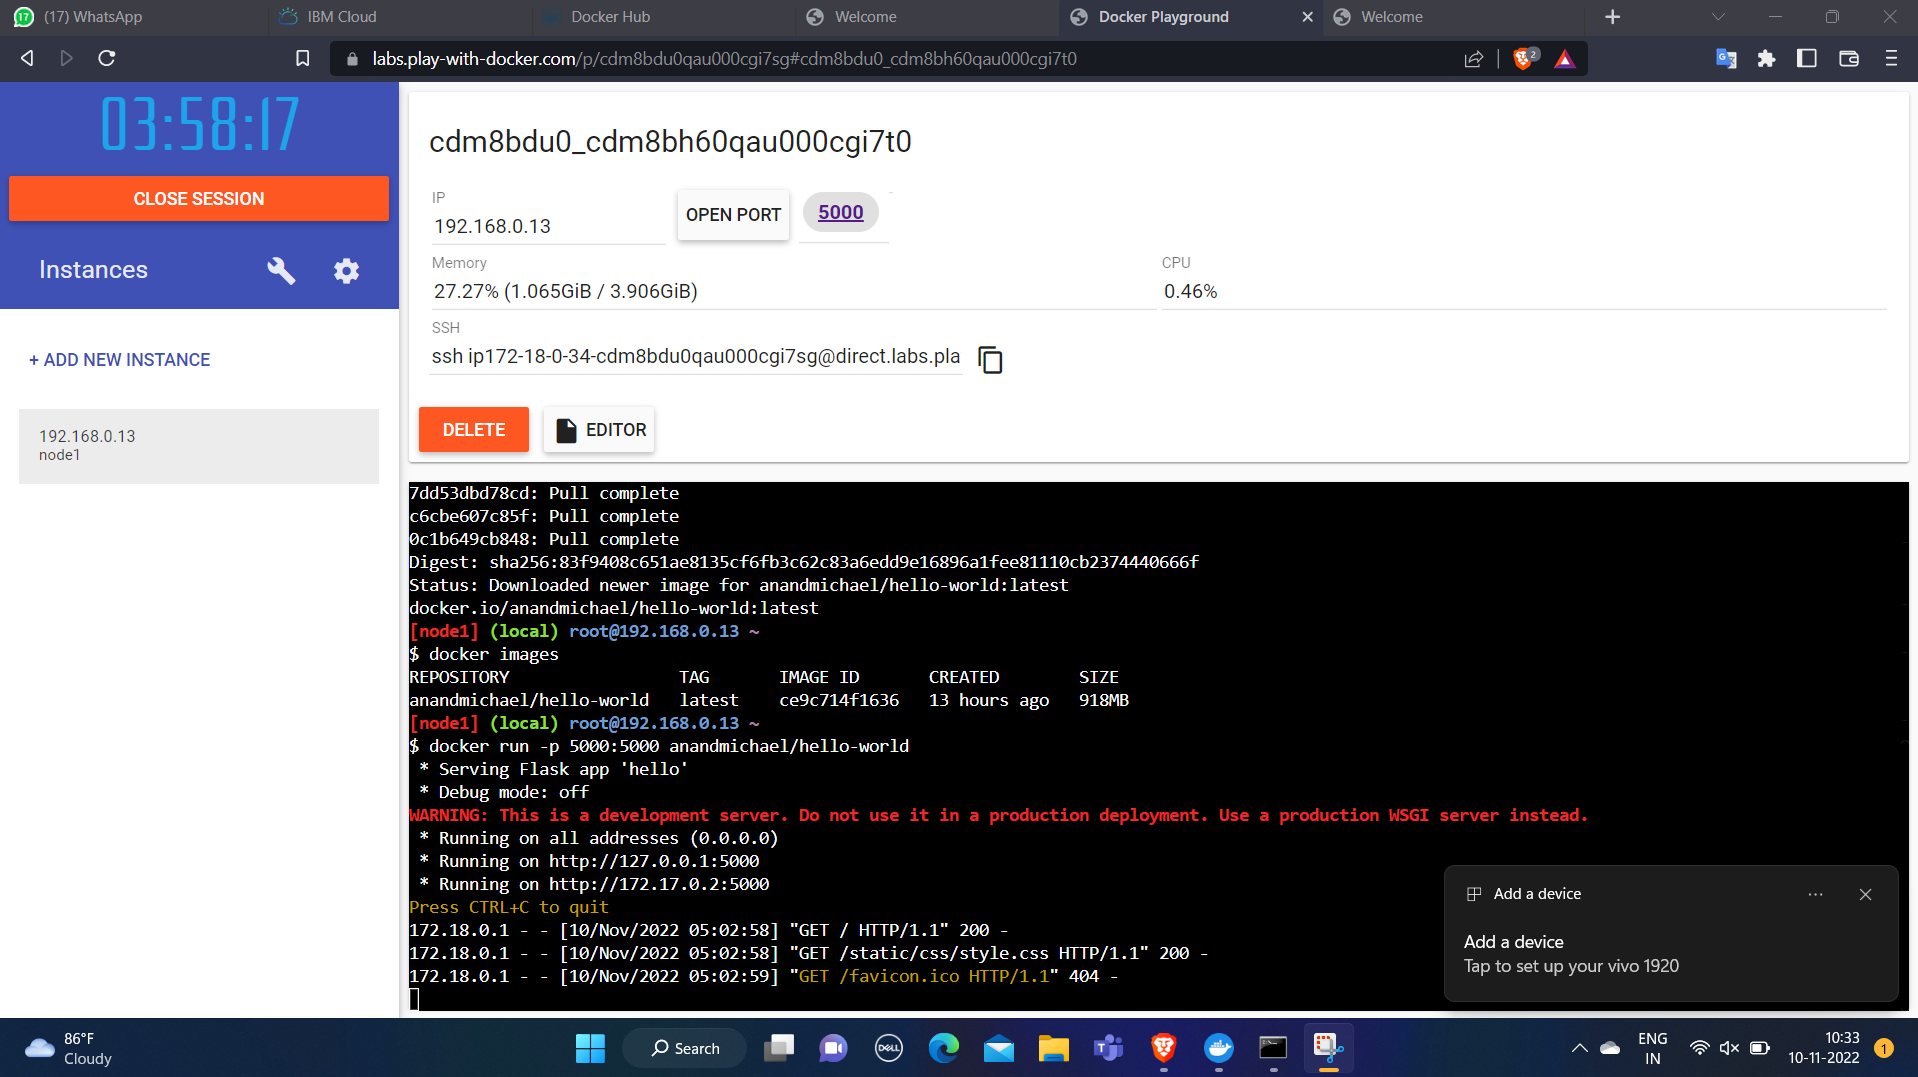 (17) WhatsApp
IBM Cloud
Docker Hub
Welcome
Docker Playground
Welcome
labs.play-with-docker.com/p/cdm8bdu0qau000cgi7sg#cdm8bdu0_cdm8bh60qau000cgi7t0
2
03:58:17
CLOSE SESSION
Instances
+ ADD NEW INSTANCE
192.168.0.13
node1
cdm8bdu0_cdm8bh60qau000cgi7t0
IP
192.168.0.13
OPEN PORT
5000
Memory
27.27% (1.065GiB / 3.906GiB)
CPU
0.46%
SSH
ssh ip172-18-0-34-cdm8bdu0qau000cgi7sg@direct.labs.pla
DELETE
EDITOR
7dd53dbd78cd: Pull complete
c6cbe607c85f: Pull complete
0c1b649cb848: Pull complete
Digest: sha256:83f9408c651ae8135cf6fb3c62c83a6edd9e16896a1fee81110cb2374440666f
Status: Downloaded newer image for anandmichael/hello-world:latest
docker.io/anandmichael/hello-world:latest
[node1] (local) root@192.168.0.13 ~
$ docker images
REPOSITORY TAG IMAGE ID CREATED SIZE
anandmichael/hello-world latest ce9c714f1636 13 hours ago 918MB
[node1] (local) root@192.168.0.13 ~
$ docker run -p 5000:5000 anandmichael/hello-world
* Serving Flask app 'hello'
* Debug mode: off
WARNING: This is a development server. Do not use it in a production deployment. Use a production WSGI server instead.
* Running on all addresses (0.0.0.0)
* Running on http://127.0.0.1:5000
* Running on http://172.17.0.2:5000
Press CTRL+C to quit
172.18.0.1 - - [10/Nov/2022 05:02:58] "GET / HTTP/1.1" 200 -
172.18.0.1 - - [10/Nov/2022 05:02:58] "GET /static/css/style.css HTTP/1.1" 200 -
172.18.0.1 - - [10/Nov/2022 05:02:59] "GET /favicon.ico HTTP/1.1" 404 -
Add a device
Add a device
Tap to set up your vivo 1920
86°F
Cloudy
Search
DELL
ENG
IN
10:33
10-11-2022
1